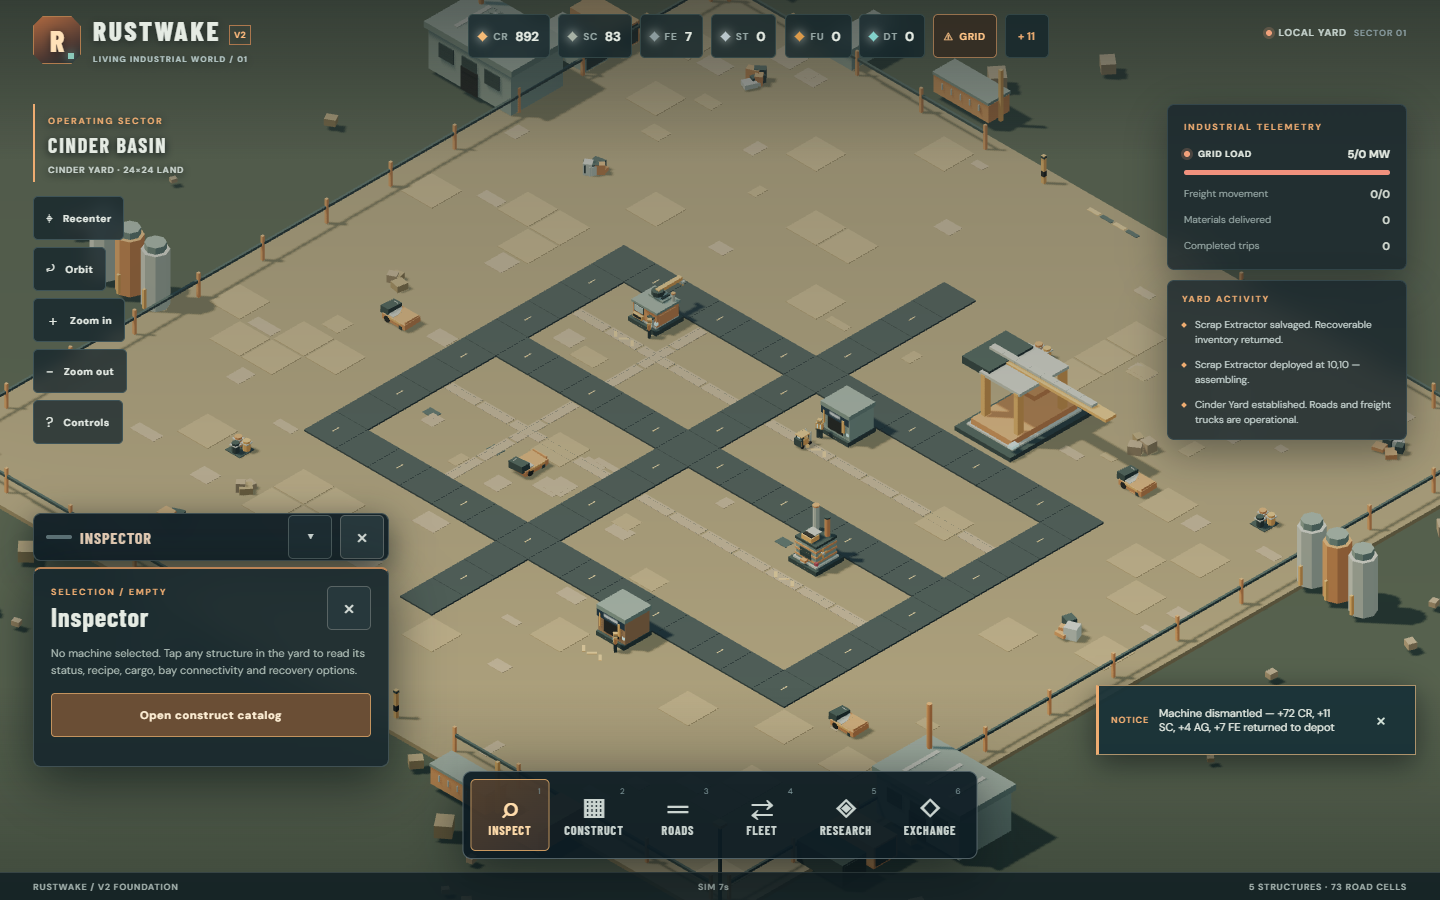 R
RUSTWAKE V2
LIVING INDUSTRIAL WORLD / 01
CR 892
SC 83
FE 7
ST 0
FU 0
DT 0
GRID
+11
LOCAL YARD SECTOR 01
OPERATING SECTOR
CINDER BASIN
CINDER YARD · 24×24 LAND
Recenter
Orbit
+ Zoom in
− Zoom out
? Controls
INDUSTRIAL TELEMETRY
GRID LOAD 5/0 MW
Freight movement 0/0
Materials delivered 0
Completed trips 0
YARD ACTIVITY
Scrap Extractor salvaged. Recoverable
inventory returned.
Scrap Extractor deployed at 10,10 —
assembling.
Cinder Yard established. Roads and freight
trucks are operational.
INSPECTOR ▼ ×
SELECTION / EMPTY
Inspector ×
No machine selected. Tap any structure in the yard to read its
status, recipe, cargo, bay connectivity and recovery options.
Open construct catalog
NOTICE Machine dismantled — +72 CR, +11
SC, +4 AG, +7 FE returned to depot ×
1 INSPECT
2 CONSTRUCT
3 ROADS
4 FLEET
5 RESEARCH
6 EXCHANGE
RUSTWAKE / V2 FOUNDATION
SIM 7s
5 STRUCTURES · 73 ROAD CELLS